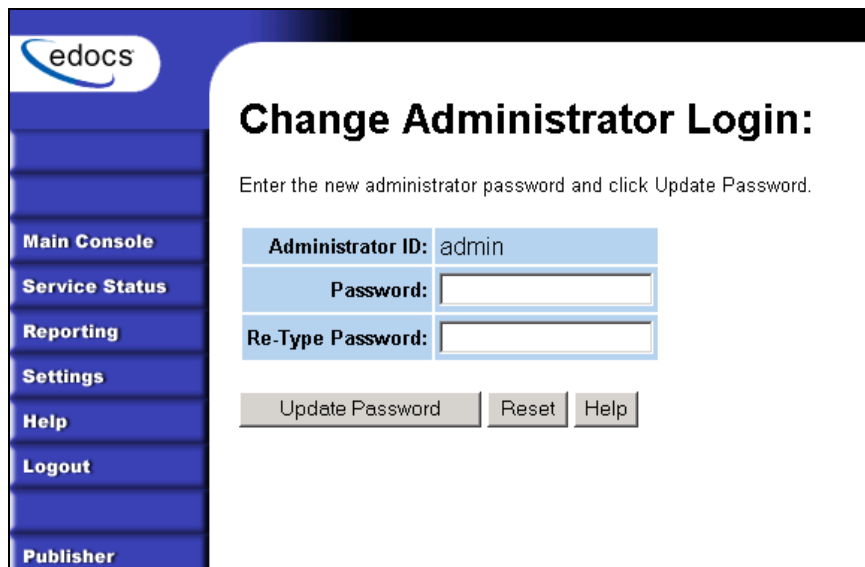 edocs
Main Console
Service Status
Reporting
Settings
Help
Logout
Publisher
Change Administrator Login:
Enter the new administrator password and click Update Password.
Administrator ID: admin
Password:
Re-Type Password:
Update Password Reset Help